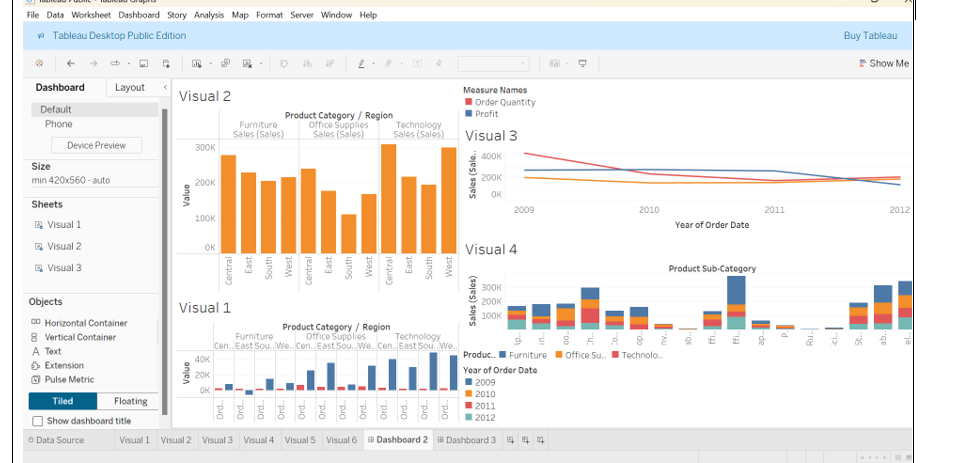 Tableau Public - Tableau Graphs
File Data Worksheet Dashboard Story Analysis Map Format Server Window Help
Tableau Desktop Public Edition
Buy Tableau
Show Me
Dashboard
Layout
Default
Phone
Device Preview
Size
min 420x560 - auto
Sheets
Visual 1
Visual 2
Visual 3
Objects
Horizontal Container
Vertical Container
Text
Extension
Pulse Metric
Tiled
Floating
Show dashboard title
Visual 2
Product Category / Region
Furniture Office Supplies Technology
Sales (Sales) Sales (Sales) Sales (Sales)
Value
300K
200K
100K
0K
Central East South West Central East South West Central East South West
Visual 1
Product Category / Region
Furniture Office Supplies Technology
Cen.. East Sou.. We.. Cen.. East Sou.. We.. Cen.. East Sou.. We..
Value
40K
20K
0K
Ord.. Ord.. Ord.. Ord.. Ord.. Ord.. Ord.. Ord.. Ord.. Ord.. Ord.. Ord..
Measure Names
Order Quantity
Profit
Visual 3
Sales (Sale..
400K
200K
0K
2009 2010 2011 2012
Year of Order Date
Visual 4
Product Sub-Category
Sales (Sales)
300K
200K
100K
Produc.. Furniture Office Su.. Technolo..
Year of Order Date
2009
2010
2011
2012
Data Source Visual 1 Visual 2 Visual 3 Visual 4 Visual 5 Visual 6 Dashboard 2 Dashboard 3